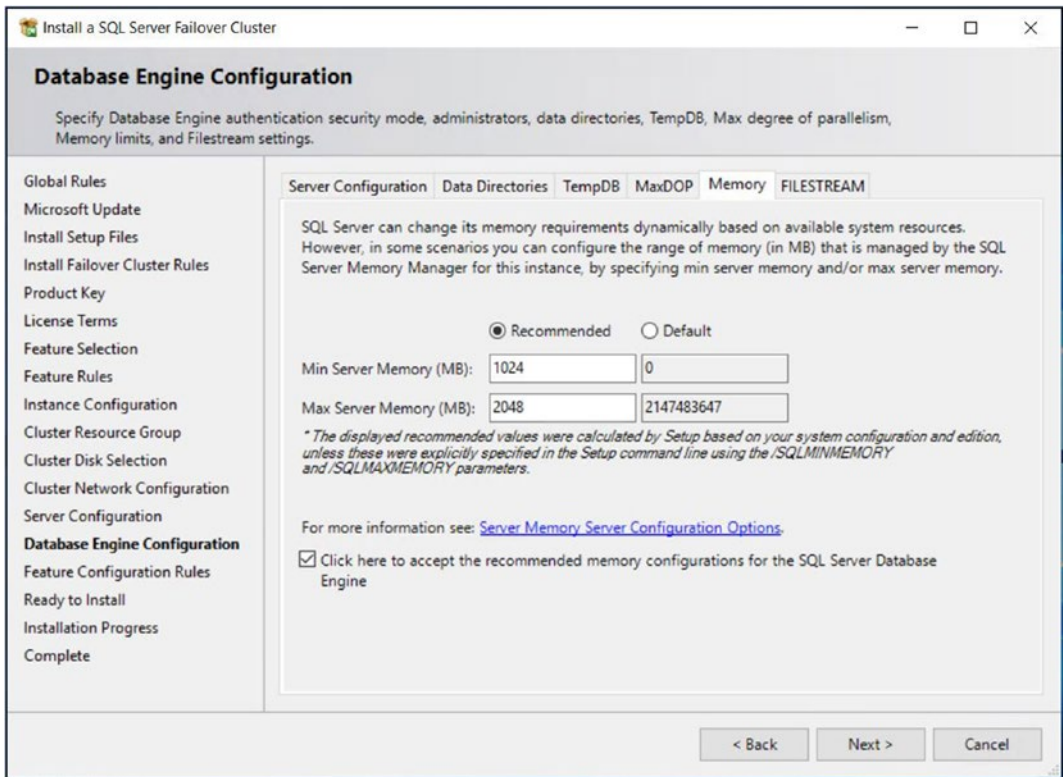 Install a SQL Server Failover Cluster
Database Engine Configuration
Specify Database Engine authentication security mode, administrators, data directories, TempDB, Max degree of parallelism,
Memory limits, and Filestream settings.
Global Rules
Microsoft Update
Install Setup Files
Install Failover Cluster Rules
Product Key
License Terms
Feature Selection
Feature Rules
Instance Configuration
Cluster Resource Group
Cluster Disk Selection
Cluster Network Configuration
Server Configuration
Database Engine Configuration
Feature Configuration Rules
Ready to Install
Installation Progress
Complete
Server Configuration Data Directories TempDB MaxDOP Memory FILESTREAM
SQL Server can change its memory requirements dynamically based on available system resources.
However, in some scenarios you can configure the range of memory (in MB) that is managed by the SQL
Server Memory Manager for this instance, by specifying min server memory and/or max server memory.
Recommended Default
Min Server Memory (MB): 1024 0
Max Server Memory (MB): 2048 2147483647
* The displayed recommended values were calculated by Setup based on your system configuration and edition,
unless these were explicitly specified in the Setup command line using the /SQLMINMEMORY
and /SQLMAXMEMORY parameters.
For more information see: Server Memory Server Configuration Options.
Click here to accept the recommended memory configurations for the SQL Server Database
Engine
< Back Next > Cancel